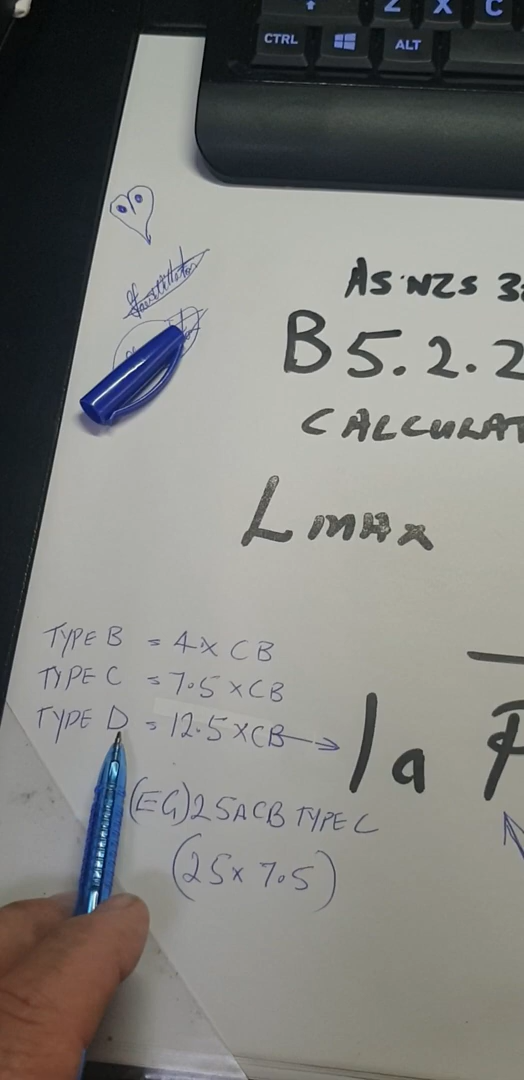 Z X C
CTRL ALT
AS·NZS 3
B 5.2.2
CALCULAT
LMAX
TYPE B = 4 X CB
TYPE C = 7.5 X CB
TYPE D = 12.5 X CB → Ia
(EG) 25A CB TYPE C
(25 x 7.5)